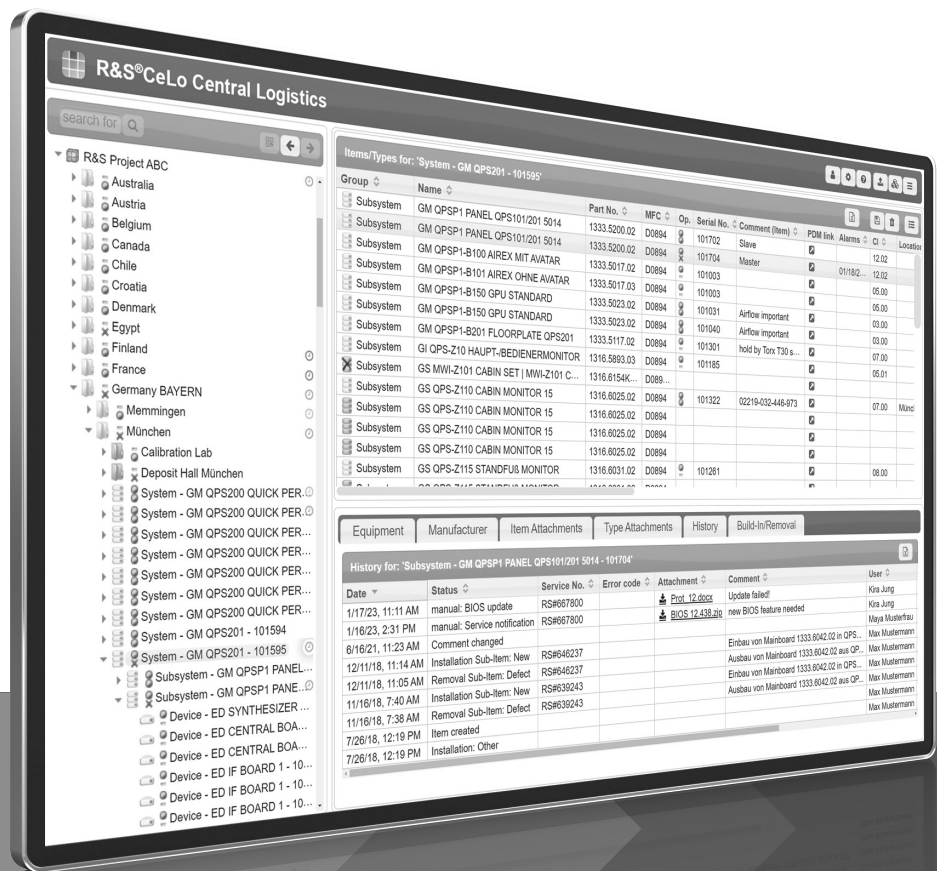 R&S®CeLo Central Logistics
search for
R&S Project ABC
Australia
Austria
Belgium
Canada
Chile
Croatia
Denmark
Egypt
Finland
France
Germany BAYERN
Memmingen
München
Calibration Lab
Deposit Hall München
System - GM QPS200 QUICK PER...
System - GM QPS200 QUICK PER...
System - GM QPS200 QUICK PER...
System - GM QPS200 QUICK PER...
System - GM QPS200 QUICK PER...
System - GM QPS200 QUICK PER...
System - GM QPS200 QUICK PER...
System - GM QPS201 - 101594
System - GM QPS201 - 101595
Subsystem - GM QPSP1 PANEL...
Subsystem - GM QPSP1 PANE...
Device - ED SYNTHESIZER ...
Device - ED CENTRAL BOA...
Device - ED CENTRAL BOA...
Device - ED IF BOARD 1 - 10...
Device - ED IF BOARD 1 - 10...
Device - ED IF BOARD 1 - 10...
Items/Types for: 'System - GM QPS201 - 101595'
Group Name Part No. MFC Op. Serial No. Comment (Item) PDM link Alarms CI Location
Subsystem GM QPSP1 PANEL QPS101/201 5014 1333.5200.02 D0894 101702 Slave 12.02
Subsystem GM QPSP1 PANEL QPS101/201 5014 1333.5200.02 D0894 101704 Master 01/18/2... 12.02
Subsystem GM QPSP1-B100 AIREX MIT AVATAR 1333.5017.03 D0894 101003 05.00
Subsystem GM QPSP1-B101 AIREX OHNE AVATAR 1333.5017.03 D0894 101003 05.00
Subsystem GM QPSP1-B150 GPU STANDARD 1333.5023.02 D0894 101031 Airflow important 03.00
Subsystem GM QPSP1-B150 GPU STANDARD 1333.5023.02 D0894 101040 Airflow important 03.00
Subsystem GM QPSP1-B201 FLOORPLATE QPS201 1333.5117.02 D0894 101301 hold by Torx T30 s... 07.00
Subsystem GI QPS-Z10 HAUPT-/BEDIENERMONITOR 1316.5893.03 D0894 101185 05.01
Subsystem GS MWI-Z101 CABIN SET | MWI-Z101 C... 1316.6154K... D089...
Subsystem GS QPS-Z110 CABIN MONITOR 15 1316.6025.02 D0894 101322 02219-032-446-973 07.00 Münc
Subsystem GS QPS-Z110 CABIN MONITOR 15 1316.6025.02 D0894
Subsystem GS QPS-Z110 CABIN MONITOR 15 1316.6025.02 D0894
Subsystem GS QPS-Z110 CABIN MONITOR 15 1316.6025.02 D0894
Subsystem GS QPS-Z115 STANDFUß MONITOR 1316.6031.02 D0894 101261 08.00
Equipment Manufacturer Item Attachments Type Attachments History Build-In/Removal
History for: 'Subsystem - GM QPSP1 PANEL QPS101/201 5014 - 101704'
Date Status Service No. Error code Attachment Comment User
1/17/23, 11:11 AM manual: BIOS update RS#667800 Prot_12.docx Update failed! Kira Jung
1/16/23, 2:31 PM manual: Service notification RS#667800 BIOS 12.438.zip new BIOS feature needed Kira Jung
6/16/21, 11:23 AM Comment changed Maya Musterfrau
12/11/18, 11:14 AM Installation Sub-Item: New RS#646237 Einbau von Mainboard 1333.6042.02 in QPS... Max Mustermann
12/11/18, 11:05 AM Removal Sub-Item: Defect RS#646237 Ausbau von Mainboard 1333.6042.02 aus QP... Max Mustermann
11/16/18, 7:40 AM Installation Sub-Item: New RS#639243 Einbau von Mainboard 1333.6042.02 in QPS... Max Mustermann
11/16/18, 7:38 AM Removal Sub-Item: Defect RS#639243 Ausbau von Mainboard 1333.6042.02 aus QP... Max Mustermann
7/26/18, 12:19 PM Item created Max Mustermann
7/26/18, 12:19 PM Installation: Other Max Mustermann